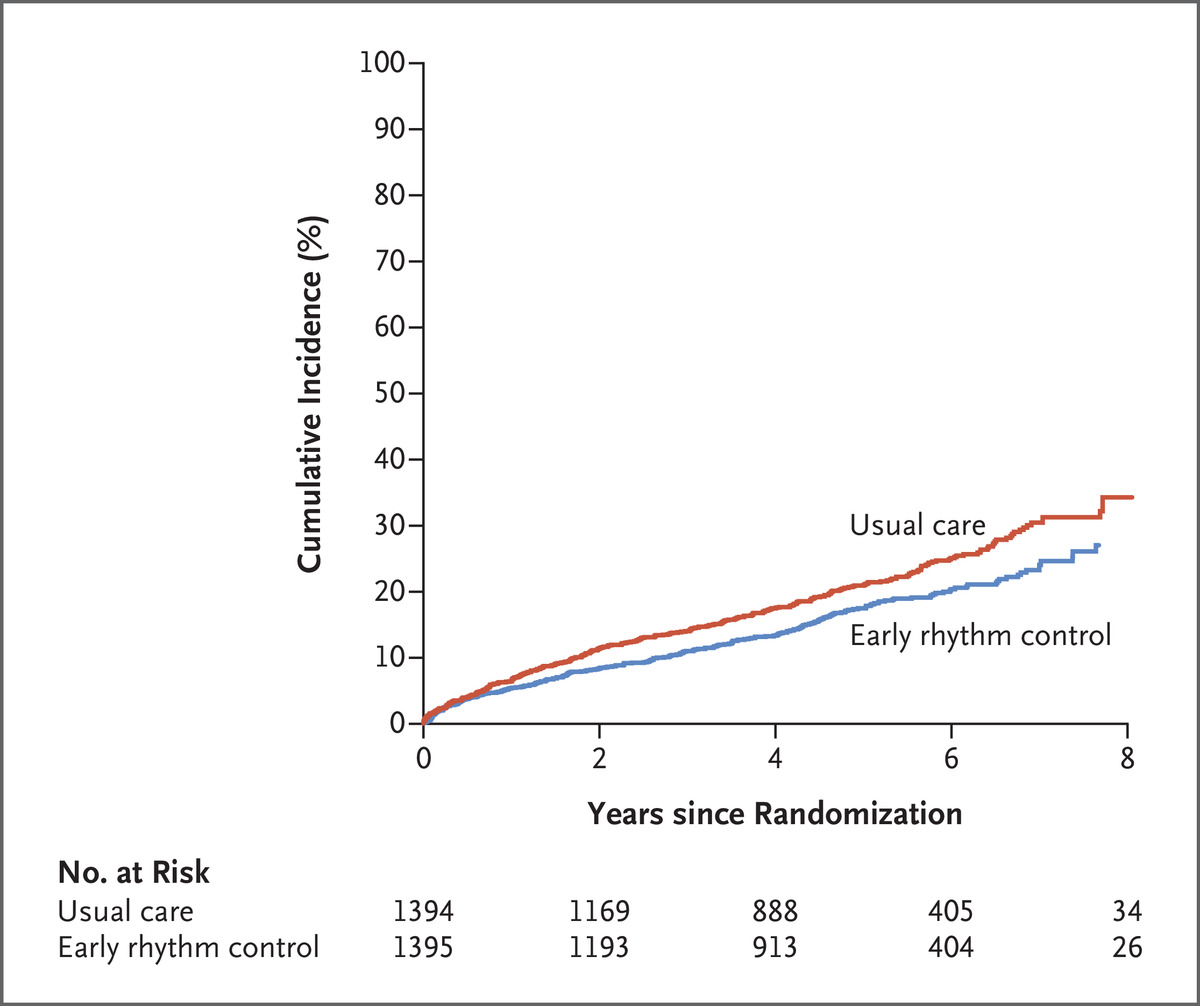 100
90
80
70
60
50
40
30
20
10
0
Cumulative Incidence (%)
Usual care
Early rhythm control
0 2 4 6 8
Years since Randomization
No. at Risk
Usual care 1394 1169 888 405 34
Early rhythm control 1395 1193 913 404 26